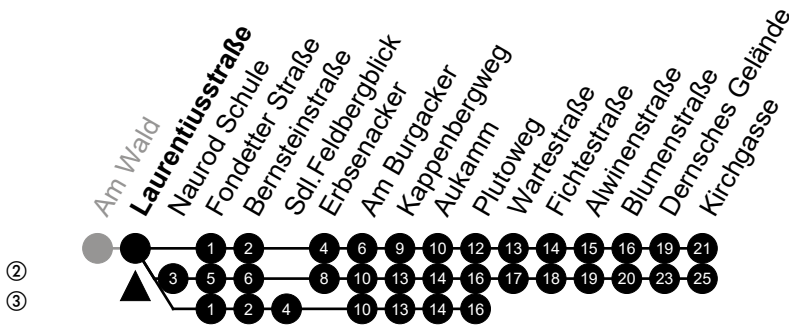 Am Wald
Laurentiusstraße
Naurod Schule
Fondetter Straße
Bernsteinstraße
Sdl. Feldbergblick
Erbsenacker
Am Burgacker
Kappenbergweg
Aukamm
Plutoweg
Wartestraße
Fichtestraße
Alwinenstraße
Blumenstraße
Dernsches Gelände
Kirchgasse
1 2 4 6 9 10 12 13 14 15 16 19 21
② 3 5 6 8 10 13 14 16 17 18 19 20 23 25
③ 1 2 4 10 13 14 16